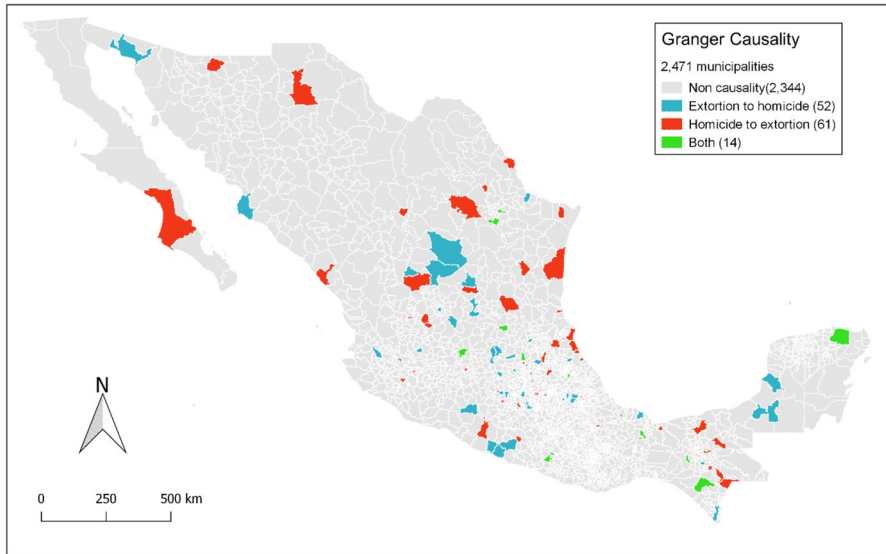 Granger Causality
2,471 municipalities
Non causality(2,344)
Extortion to homicide (52)
Homicide to extortion (61)
Both (14)
N
0 250 500 km